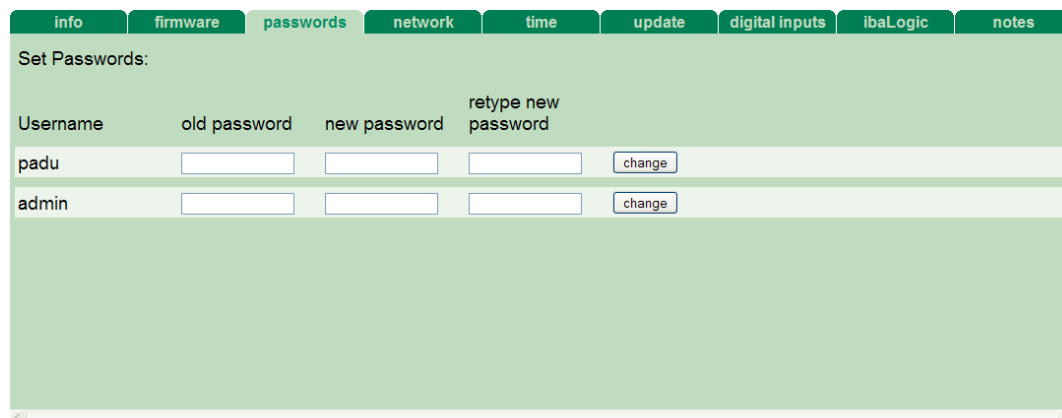 info firmware passwords network time update digital inputs ibaLogic notes
Set Passwords:
retype new
Username old password new password password
padu change
admin change